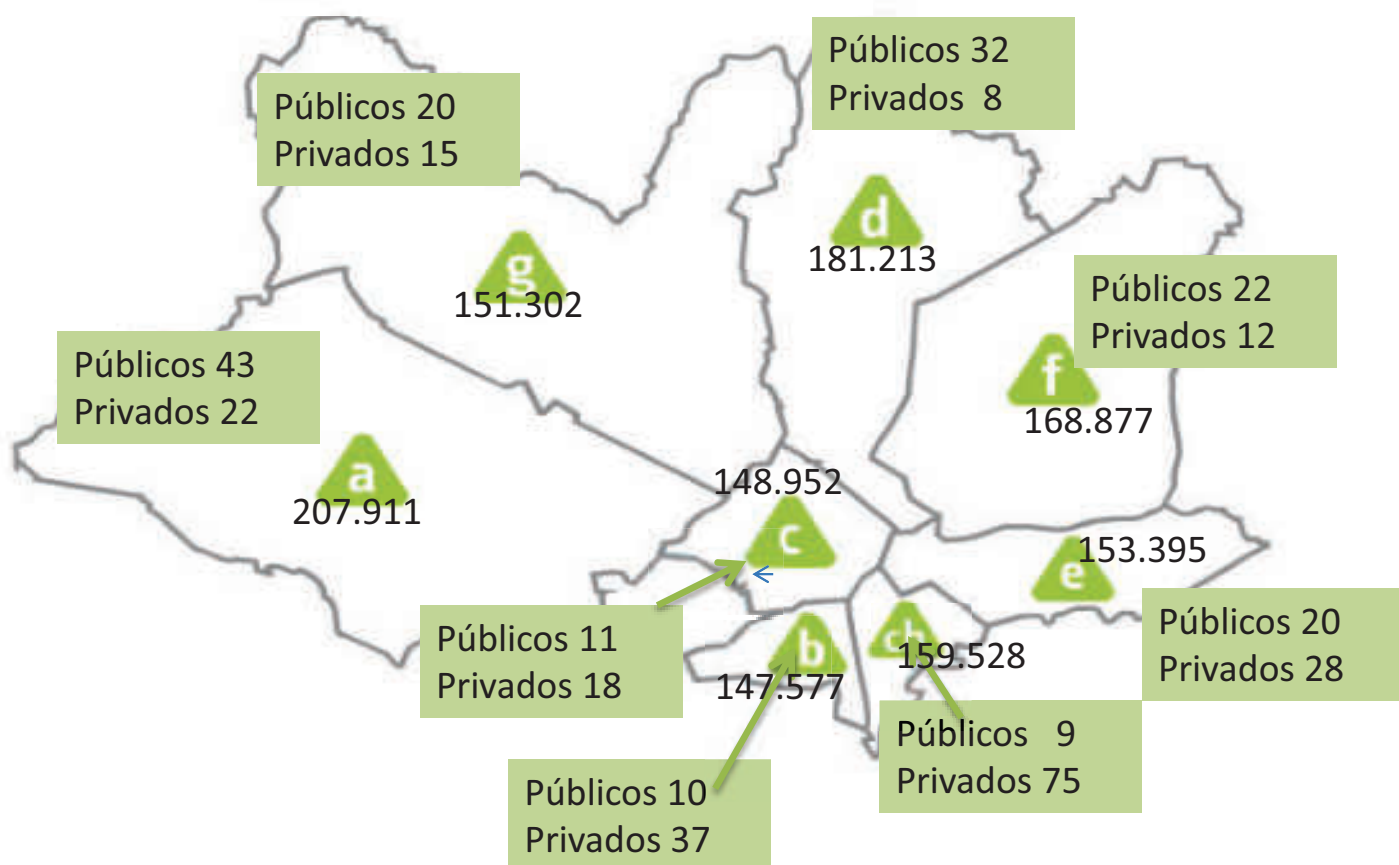 Públicos 32
Privados 8
Públicos 20
Privados 15
d
181.213
g
151.302
Públicos 22
Privados 12
f
168.877
Públicos 43
Privados 22
a
207.911
148.952
c
153.395
e
Públicos 11
Privados 18
b
147.577
ch
159.528
Públicos 20
Privados 28
Públicos 9
Privados 75
Públicos 10
Privados 37